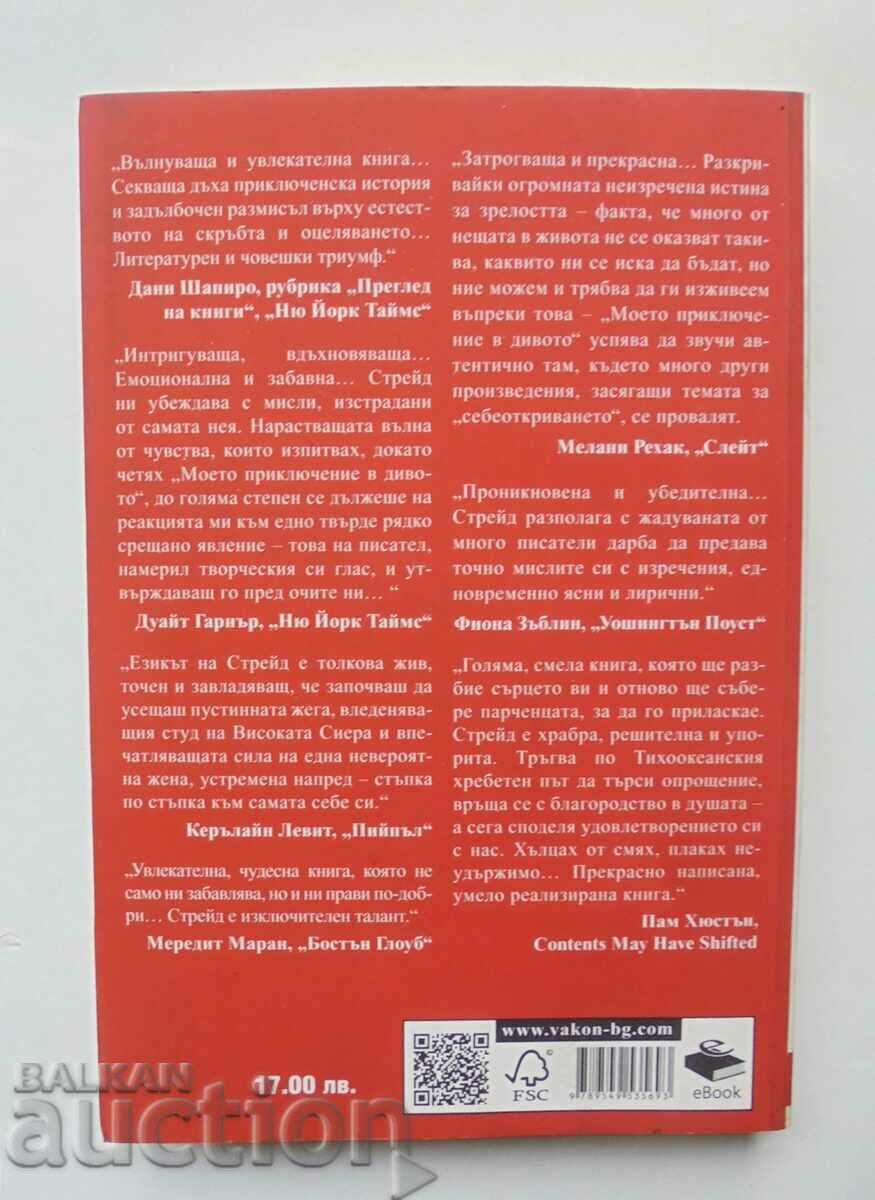 „Вълнуваща и увлекателна книга…
Секваща дъха приключенска история
и задълбочен размисъл върху естест-
вото на скръбта и оцеляването…
Литературен и човешки триумф.“
Дани Шапиро, рубрика „Преглед
на книги“, „Ню Йорк Таймс“
„Интригуваща, вдъхновяваща…
Емоционална и забавна… Стрейд
ни убеждава с мисли, изстрадани
от самата нея. Нарастващата вълна
от чувства, които изпитвах, докато
четях „Моето приключение в диво-
то“, до голяма степен се дължеше на
реакцията ми към едно твърде рядко
срещано явление – това на писател,
намерил творческия си глас, и ут-
върждаващ го пред очите ни… “
Дуайт Гарнър, „Ню Йорк Таймс“
„Езикът на Стрейд е толкова жив,
точен и завладяващ, че започваш да
усещаш пустинната жега, вледенява-
щия студ на Високата Сиера и впе-
чатляващата сила на една невероят-
на жена, устремена напред – стъпка
по стъпка към самата себе си.“
Керълайн Левит, „Пийпъл“
„Увлекателна, чудесна книга, която не
само ни забавлява, но и ни прави по-доб-
ри… Стрейд е изключителен талант.“
Мередит Маран, „Бостън Глоуб“
„Затрогваща и прекрасна… Разкри-
вайки огромната неизречена истина
за зрелостта – факта, че много от
нещата в живота не се оказват таки-
ва, каквито ни се иска да бъдат, но
ние можем и трябва да ги изживеем
въпреки това – „Моето приключе-
ние в дивото“ успява да звучи ав-
тентично там, където много други
произведения, засягащи темата за
„себеоткриването“, се провалят.
Мелани Рехак, „Слейт“
„Проникновена и убедителна…
Стрейд разполага с жадуваната от
много писатели дарба да предава
точно мислите си с изречения, ед-
новременно ясни и лирични.“
Фиона Зъблин, „Уошингтън Поуст“
„Голяма, смела книга, която ще раз-
бие сърцето ви и отново ще събе-
ре парченцата, за да го приласкае.
Стрейд е храбра, решителна и упо-
рита. Тръгва по Тихоокеанския
хребетен път да търси опрощение,
връща се с благородство в душата –
а сега споделя удовлетворението си
с нас. Хълцах от смях, плаках не-
удържимо… Прекрасно написана,
умело реализирана книга.“
Пам Хюстън,
Contents May Have Shifted
www.vakon-bg.com
FSC
9 789549 535693
e
eBook
17.00 лв.
BALKAN
auction